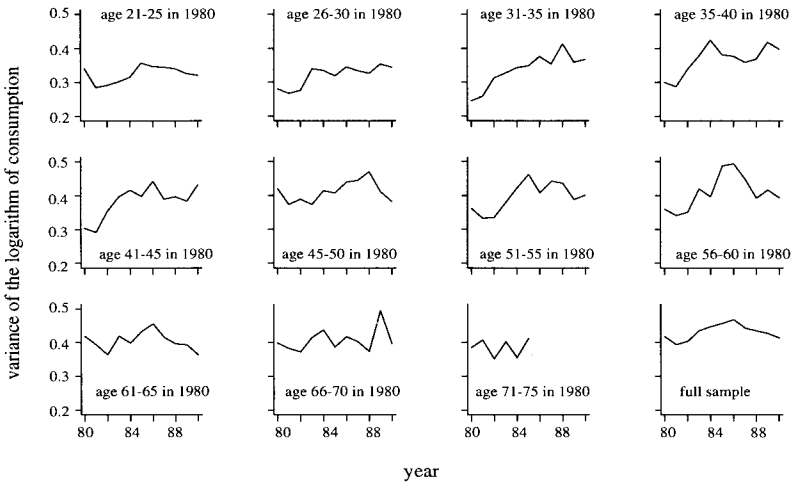 variance of the logarithm of consumption
age 21-25 in 1980
age 26-30 in 1980
age 31-35 in 1980
age 35-40 in 1980
0.5
0.4
0.3
0.2
age 41-45 in 1980
age 45-50 in 1980
age 51-55 in 1980
age 56-60 in 1980
0.5
0.4
0.3
0.2
age 61-65 in 1980
age 66-70 in 1980
age 71-75 in 1980
full sample
0.5
0.4
0.3
0.2
80 84 88
80 84 88
80 84 88
80 84 88
year